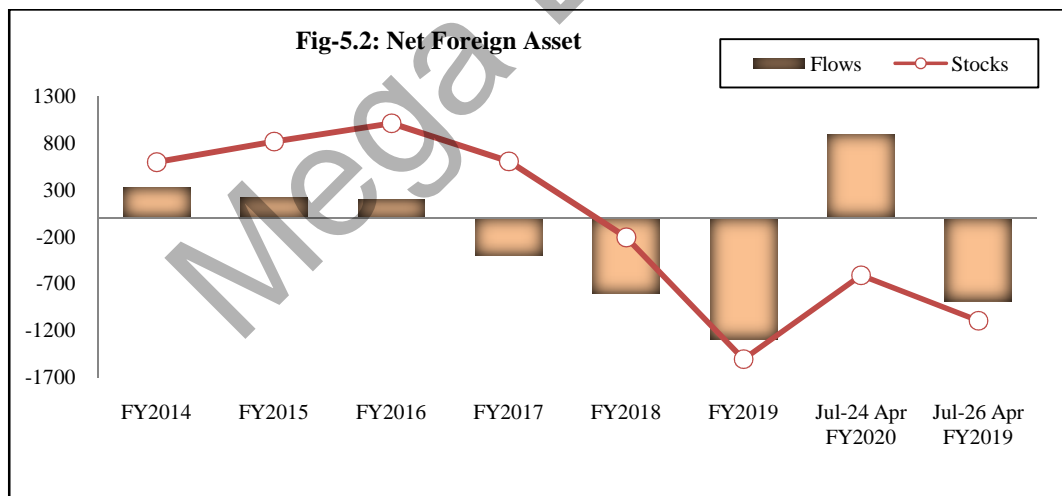 Fig-5.2: Net Foreign Asset
Flows
Stocks
1300
800
300
-200
-700
-1200
-1700
FY2014
FY2015
FY2016
FY2017
FY2018
FY2019
Jul-24 Apr
FY2020
Jul-26 Apr
FY2019
Mega